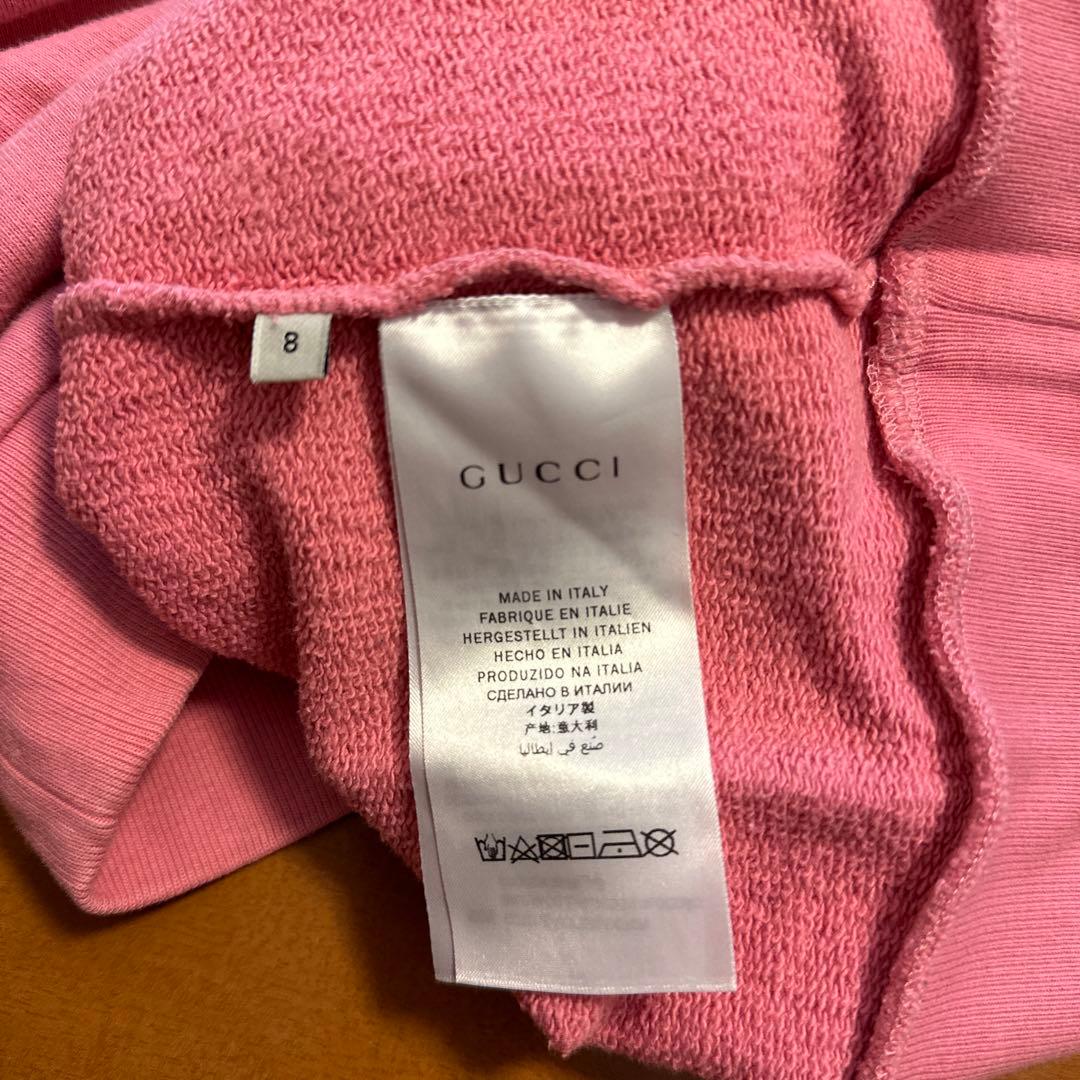 8
GUCCI
MADE IN ITALY
FABRIQUE EN ITALIE
HERGESTELLT IN ITALIEN
HECHO EN ITALIA
PRODUZIDO NA ITALIA
СДЕЛАНО В ИТАЛИИ
イタリア製
产地:意大利
صنع في إيطاليا